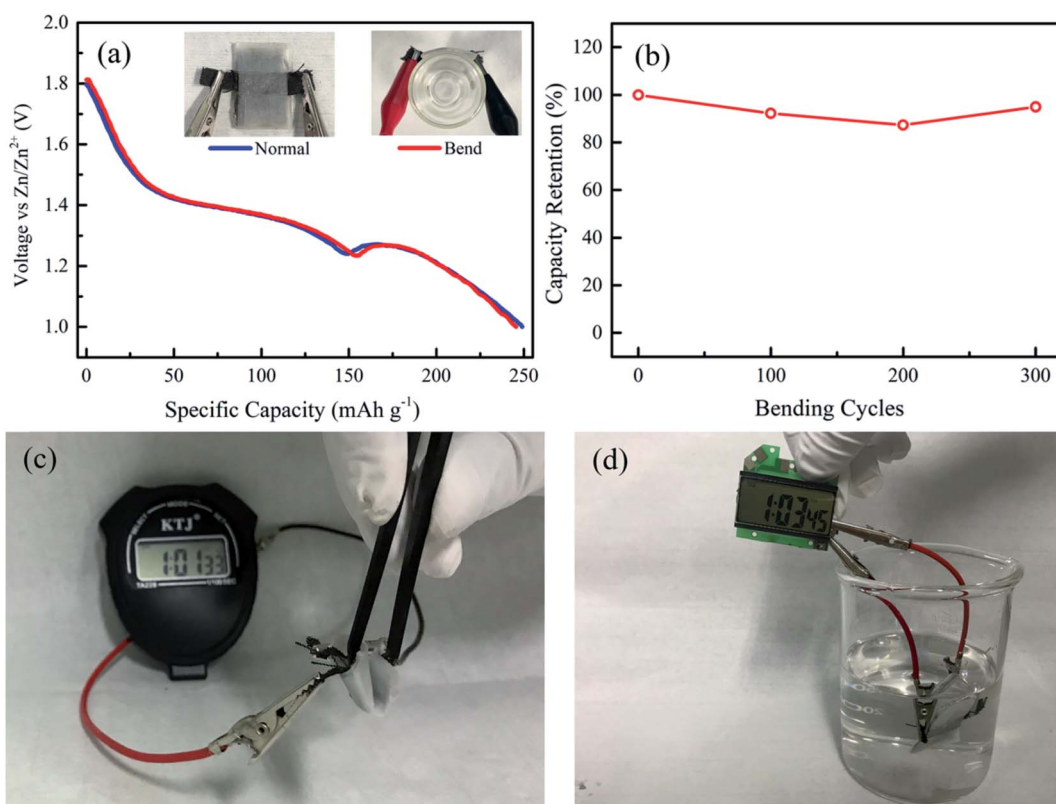 (a)
2.0
1.8
1.6
1.4
1.2
1.0
Voltage vs Zn/Zn²⁺ (V)
Normal
Bend
0 50 100 150 200 250
Specific Capacity (mAh g⁻¹)
(b)
120
100
80
60
40
20
0
Capacity Retention (%)
0 100 200 300
Bending Cycles
(c)
MODE
KTJ®
1:01 33
(d)
1:03 45